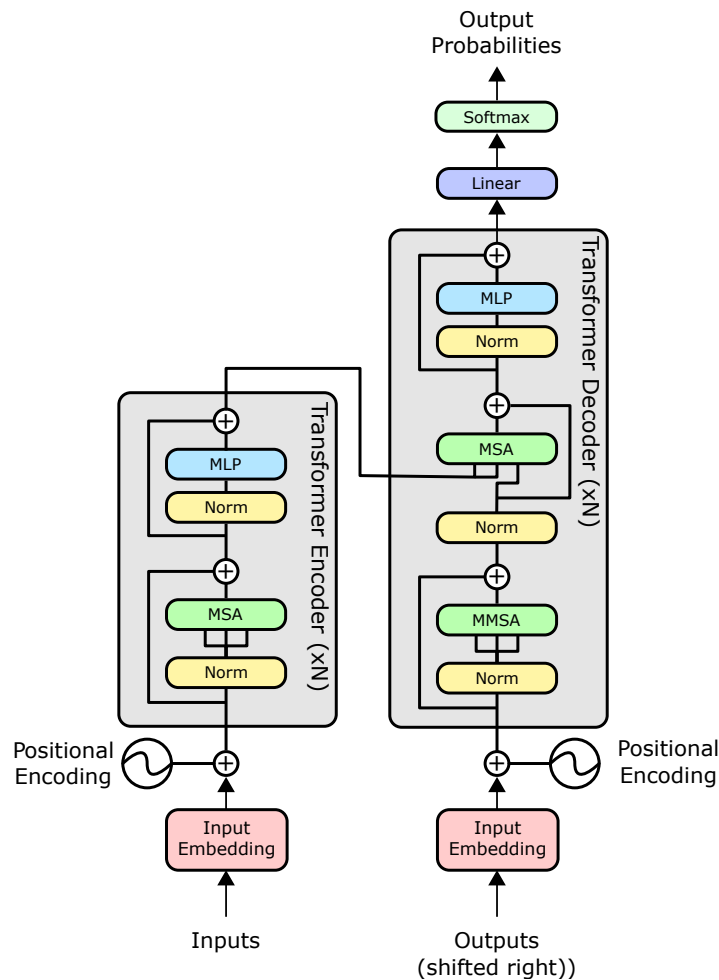 Output
Probabilities
Softmax
Linear
Transformer Decoder (xN)
MLP
Norm
MSA
Norm
MMSA
Norm
Transformer Encoder (xN)
MLP
Norm
MSA
Norm
Positional
Encoding
Positional
Encoding
Input
Embedding
Input
Embedding
Inputs
Outputs
(shifted right))